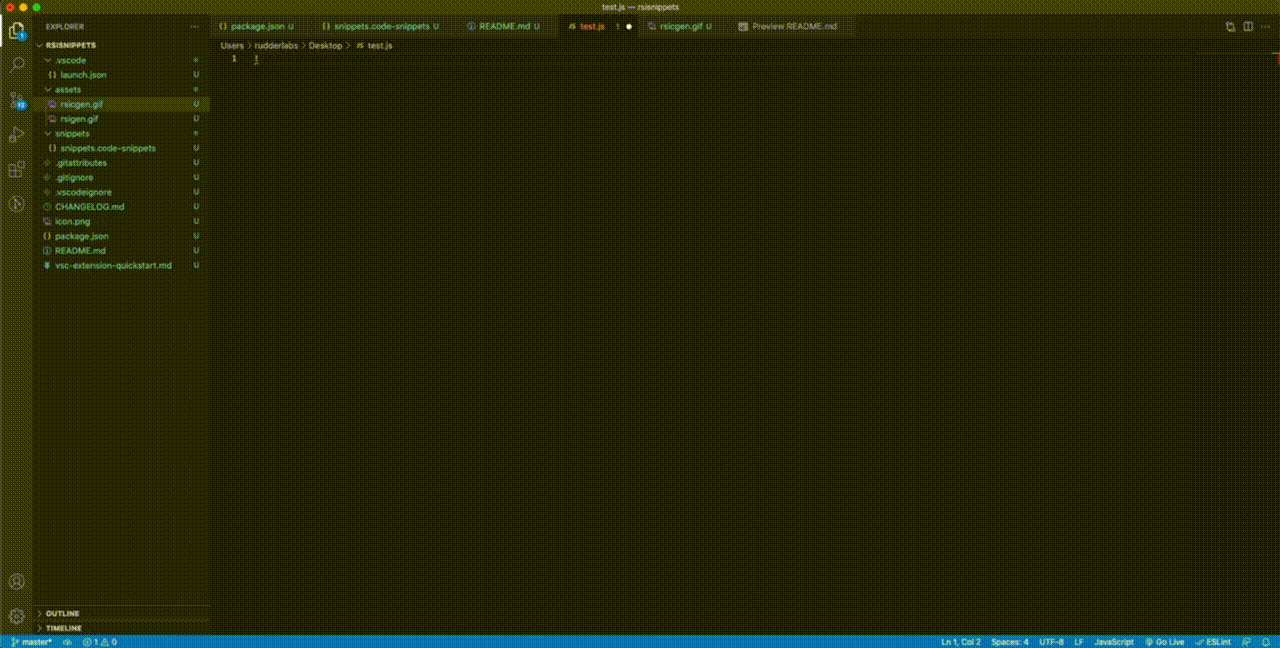 test.js — rsisnippets
EXPLORER
package.json U
snippets.code-snippets U
README.md U
JS test.js 1
rsicgen.gif U
Preview README.md
RSISNIPPETS
Users > rudderlabs > Desktop > JS test.js
1 !
.vscode
{} launch.json U
assets
rsicgen.gif U
rsigen.gif U
snippets
{} snippets.code-snippets U
.gitattributes U
.gitignore U
.vscodeignore U
CHANGELOG.md U
icon.png U
{} package.json U
README.md U
vsc-extension-quickstart.md U
1
12
OUTLINE
TIMELINE
master* 1 0
Ln 1, Col 2 Spaces: 4 UTF-8 LF JavaScript Go Live ESLint